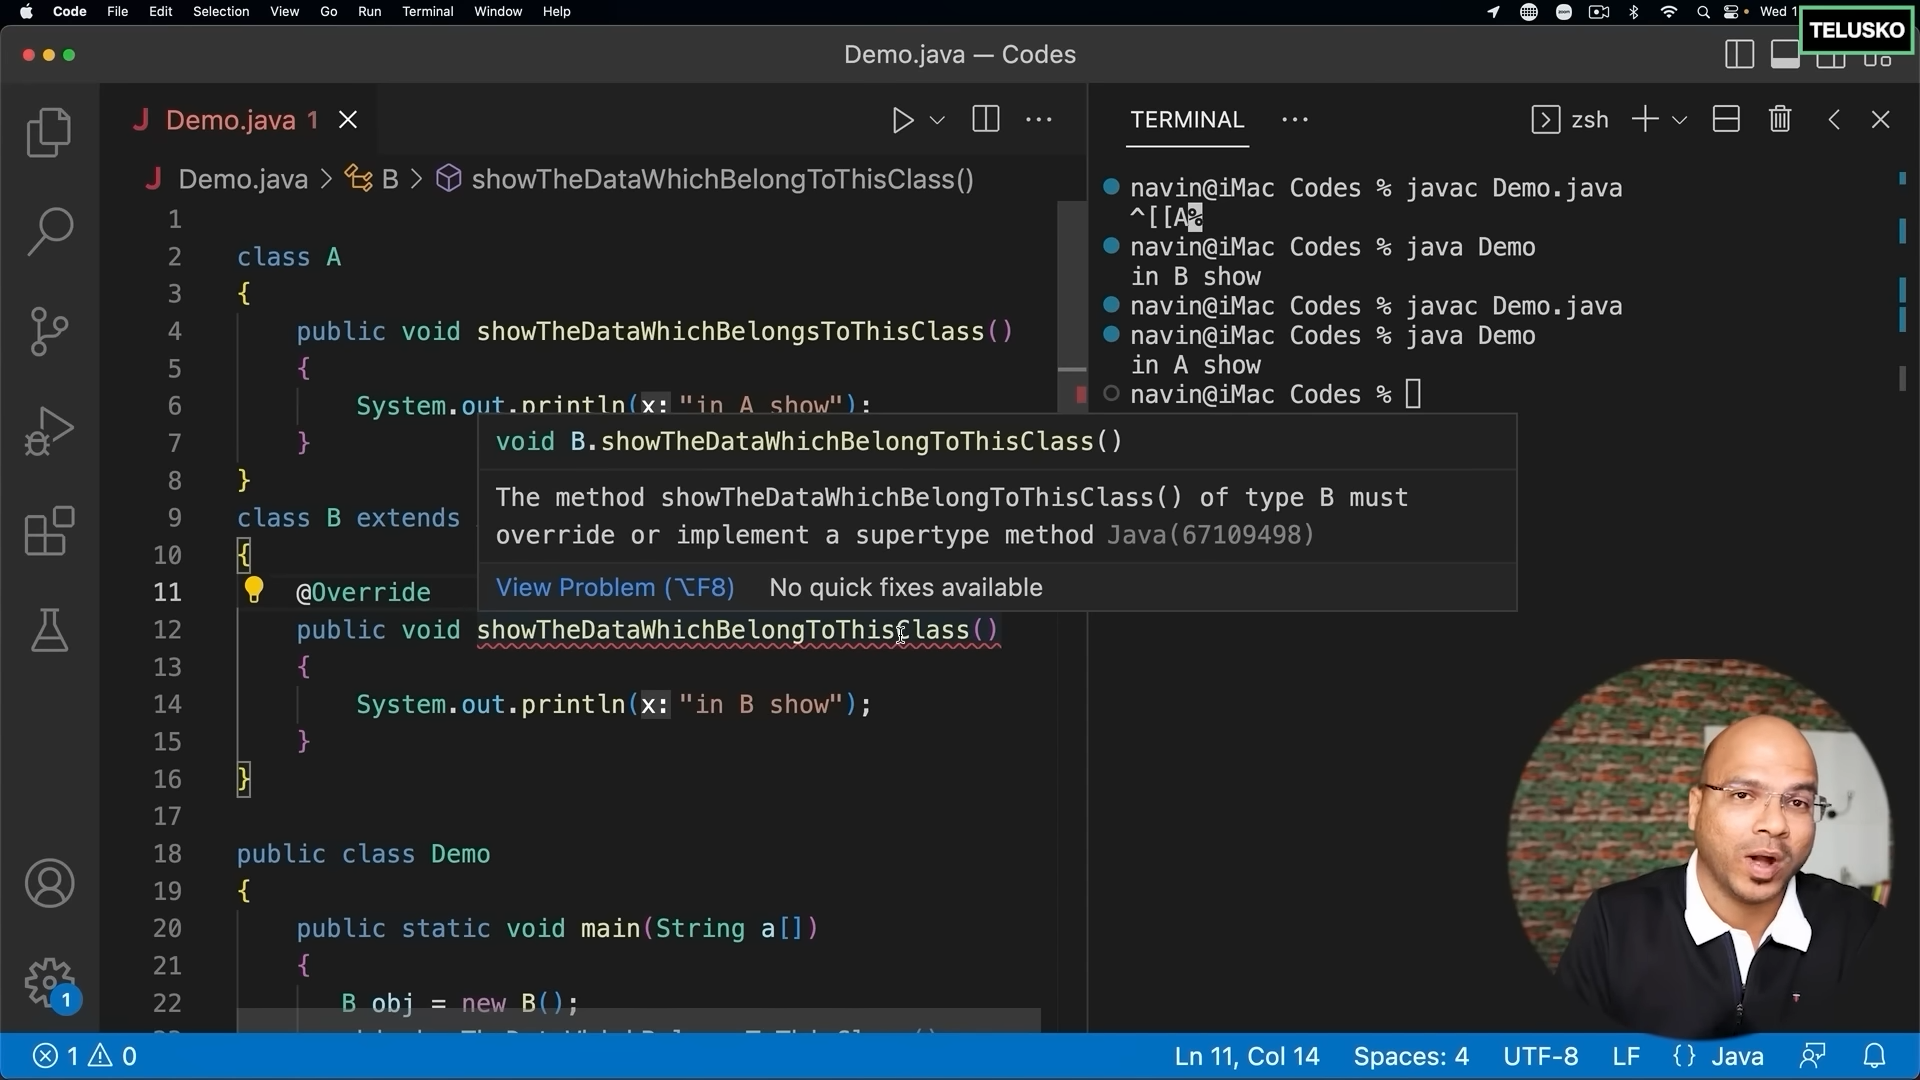 Code File Edit Selection View Go Run Terminal Window Help
Wed 1
TELUSKO
Demo.java — Codes
J Demo.java 1
TERMINAL
zsh
J Demo.java > B > showTheDataWhichBelongToThisClass()
1
2 class A
3 {
4 public void showTheDataWhichBelongsToThisClass()
5 {
6 System.out.println(x: "in A show");
7 }
8 }
9 class B extends
10 {
11 @Override
12 public void showTheDataWhichBelongToThisClass()
13 {
14 System.out.println(x: "in B show");
15 }
16 }
17
18 public class Demo
19 {
20 public static void main(String a[])
21 {
22 B obj = new B();
void B.showTheDataWhichBelongToThisClass()
The method showTheDataWhichBelongToThisClass() of type B must
override or implement a supertype method Java(67109498)
View Problem (⌥F8) No quick fixes available
navin@iMac Codes % javac Demo.java
^[[A%
navin@iMac Codes % java Demo
in B show
navin@iMac Codes % javac Demo.java
navin@iMac Codes % java Demo
in A show
navin@iMac Codes %
1
1 0
Ln 11, Col 14 Spaces: 4 UTF-8 LF {} Java